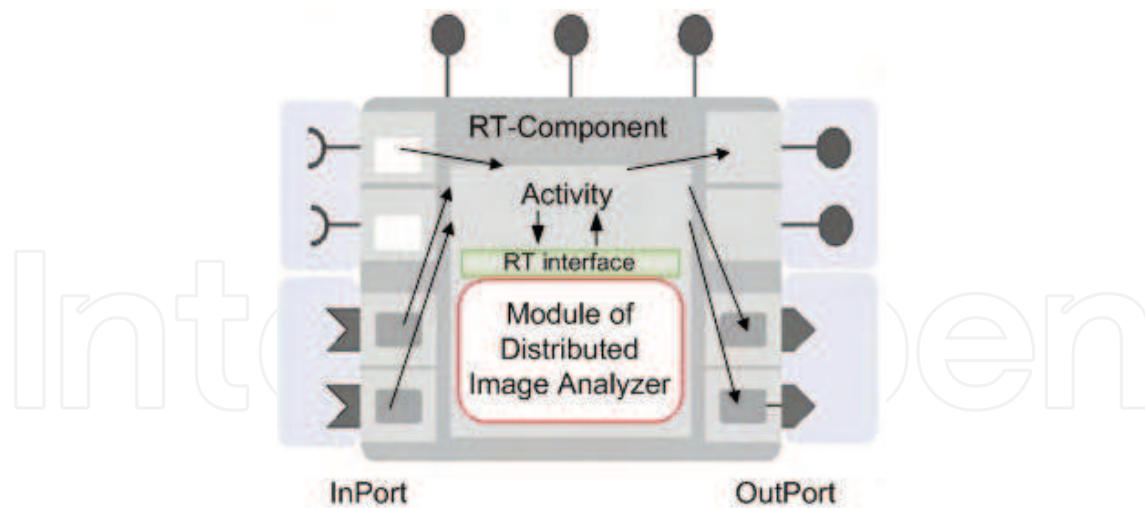 RT-Component
Activity
RT interface
Module of
Distributed
Image Analyzer
InPort
OutPort